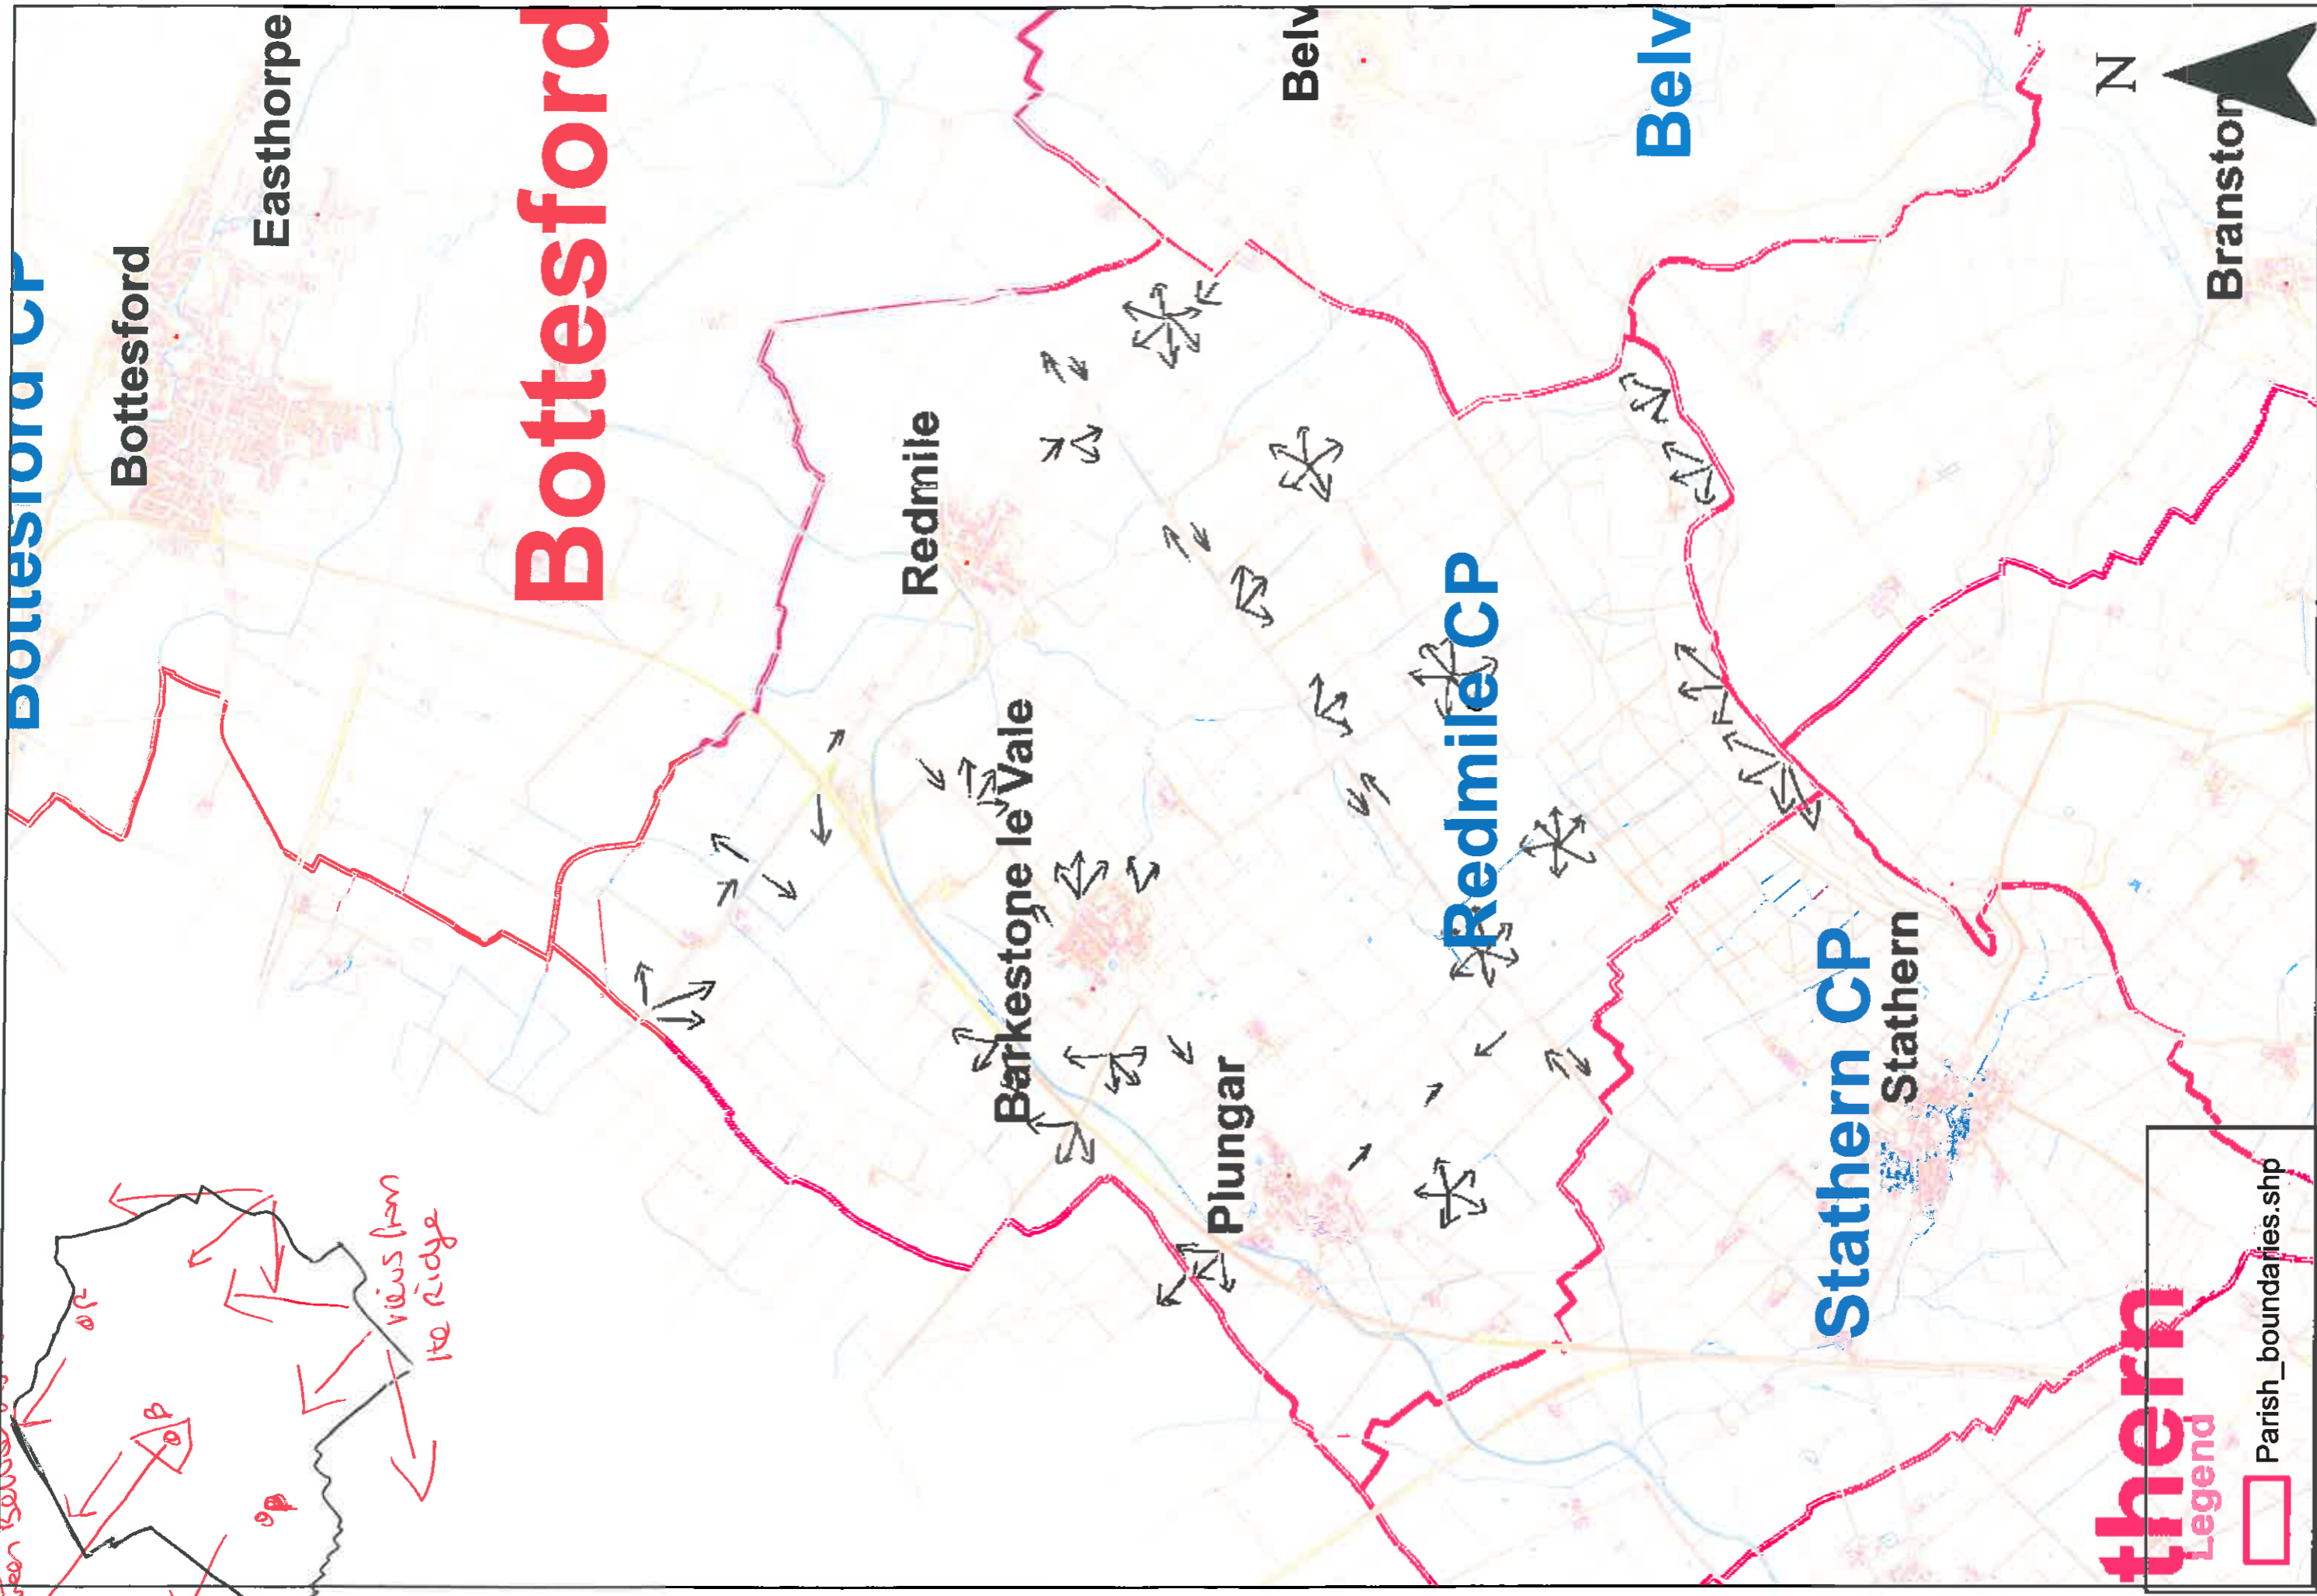 Bottesford CP
Easthorpe
Bottesford
Bottesford
Belv
Belv
N
Branston
Redmile
Barkestone le Vale
Redmile CP
Plungar
Stathern CP
Stathern
thern
Legend
Parish_boundaries.shp
views from
the Ridge